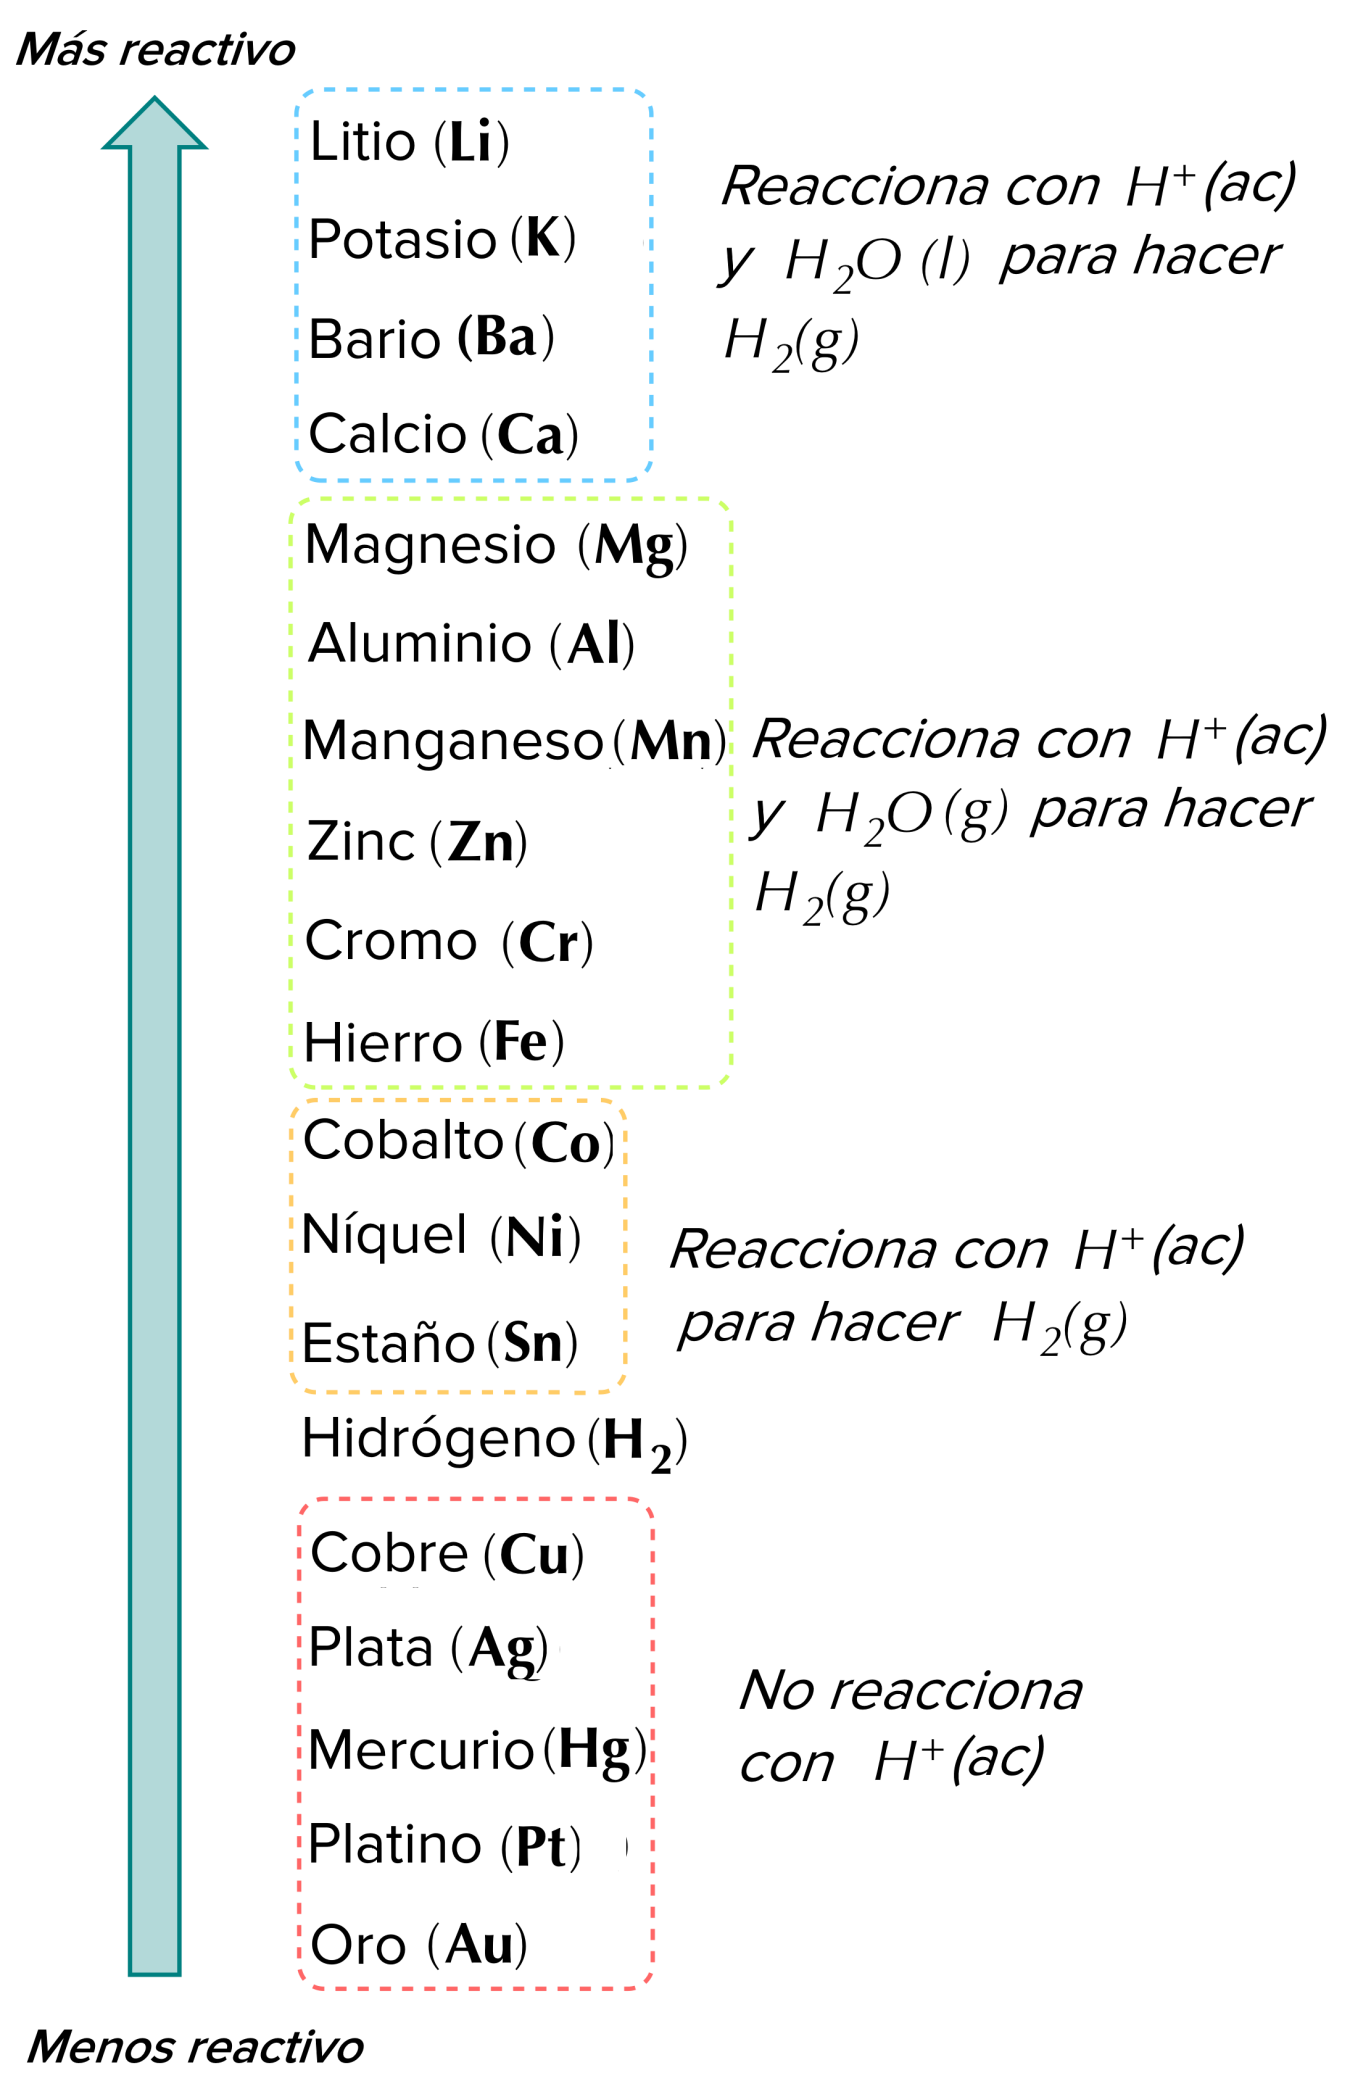 Más reactivo
Litio (Li)
Potasio (K)
Bario (Ba)
Calcio (Ca)
Reacciona con H⁺(ac)
y H₂O (l) para hacer
H₂(g)
Magnesio (Mg)
Aluminio (Al)
Manganeso (Mn)
Zinc (Zn)
Cromo (Cr)
Hierro (Fe)
Reacciona con H⁺(ac)
y H₂O (g) para hacer
H₂(g)
Cobalto (Co)
Níquel (Ni)
Estaño (Sn)
Reacciona con H⁺(ac)
para hacer H₂(g)
Hidrógeno (H₂)
Cobre (Cu)
Plata (Ag)
Mercurio (Hg)
Platino (Pt) )
Oro (Au)
No reacciona
con H⁺(ac)
Menos reactivo